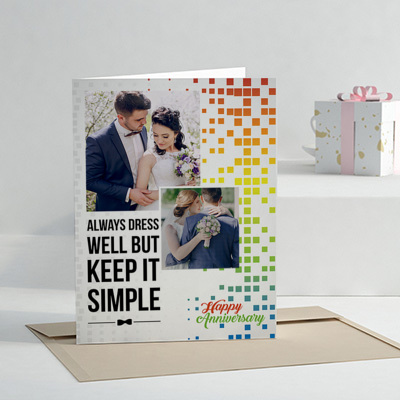 ALWAYS DRESS
WELL BUT
KEEP IT
SIMPLE
Happy
Anniversary